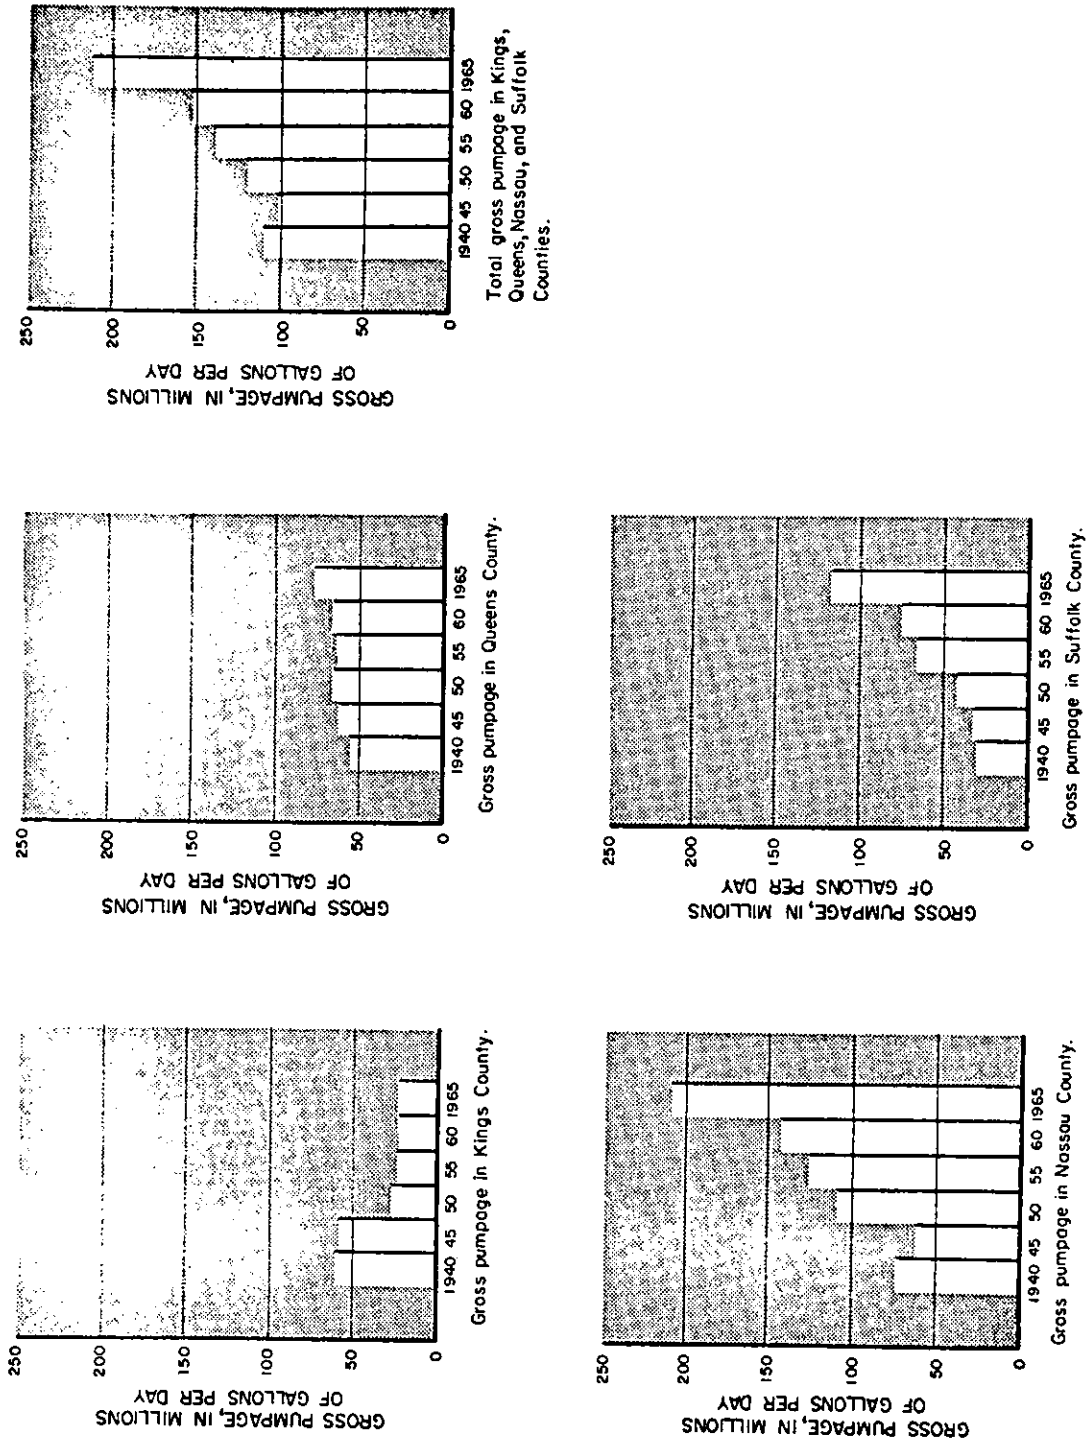 GROSS PUMPAGE, IN MILLIONS
OF GALLONS PER DAY
250
200
150
100
50
0
1940 45 50 55 60 1965
Gross pumpage in Kings County.
GROSS PUMPAGE, IN MILLIONS
OF GALLONS PER DAY
250
200
150
100
50
0
1940 45 50 55 60 1965
Gross pumpage in Queens County.
GROSS PUMPAGE, IN MILLIONS
OF GALLONS PER DAY
250
200
150
100
50
0
1940 45 50 55 60 1965
Total gross pumpage in Kings,
Queens, Nassau, and Suffolk
Counties.
GROSS PUMPAGE, IN MILLIONS
OF GALLONS PER DAY
250
200
150
100
50
0
1940 45 50 55 60 1965
Gross pumpage in Nassau County.
GROSS PUMPAGE, IN MILLIONS
OF GALLONS PER DAY
250
200
150
100
50
0
1940 45 50 55 60 1965
Gross pumpage in Suffolk County.